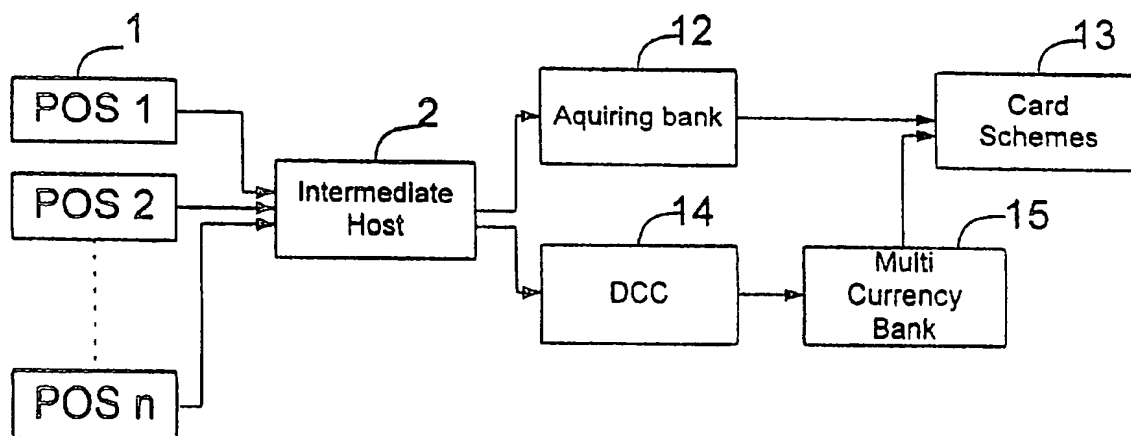 1
POS 1
POS 2
POS n
2
Intermediate
Host
12
Aquiring bank
14
DCC
13
Card
Schemes
15
Multi
Currency
Bank